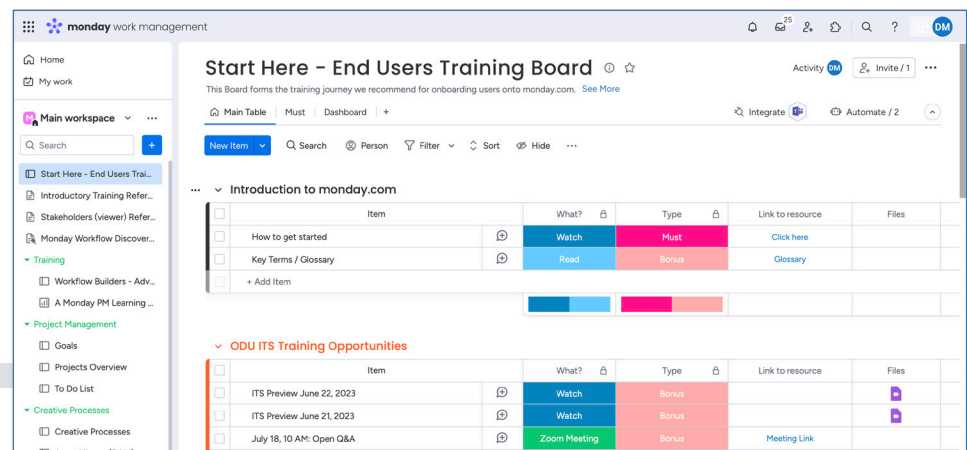 monday work management
25
?
DM
Home
My work
Main workspace
Search
+
Start Here - End Users Trai...
Introductory Training Refer...
Stakeholders (viewer) Refer...
Monday Workflow Discover...
Training
Workflow Builders - Adv...
A Monday PM Learning ...
Project Management
Goals
Projects Overview
To Do List
Creative Processes
Creative Processes
Start Here - End Users Training Board
Activity DM
Invite / 1
This Board forms the training journey we recommend for onboarding users onto monday.com. See More
Main Table Must Dashboard +
Integrate
Automate / 2
New Item Search Person Filter Sort Hide
Introduction to monday.com
Item What? Type Link to resource Files
How to get started Watch Must Click here
Key Terms / Glossary Read Bonus Glossary
+ Add Item
ODU ITS Training Opportunities
Item What? Type Link to resource Files
ITS Preview June 22, 2023 Watch Bonus
ITS Preview June 21, 2023 Watch Bonus
July 18, 10 AM: Open Q&A Zoom Meeting Bonus Meeting Link